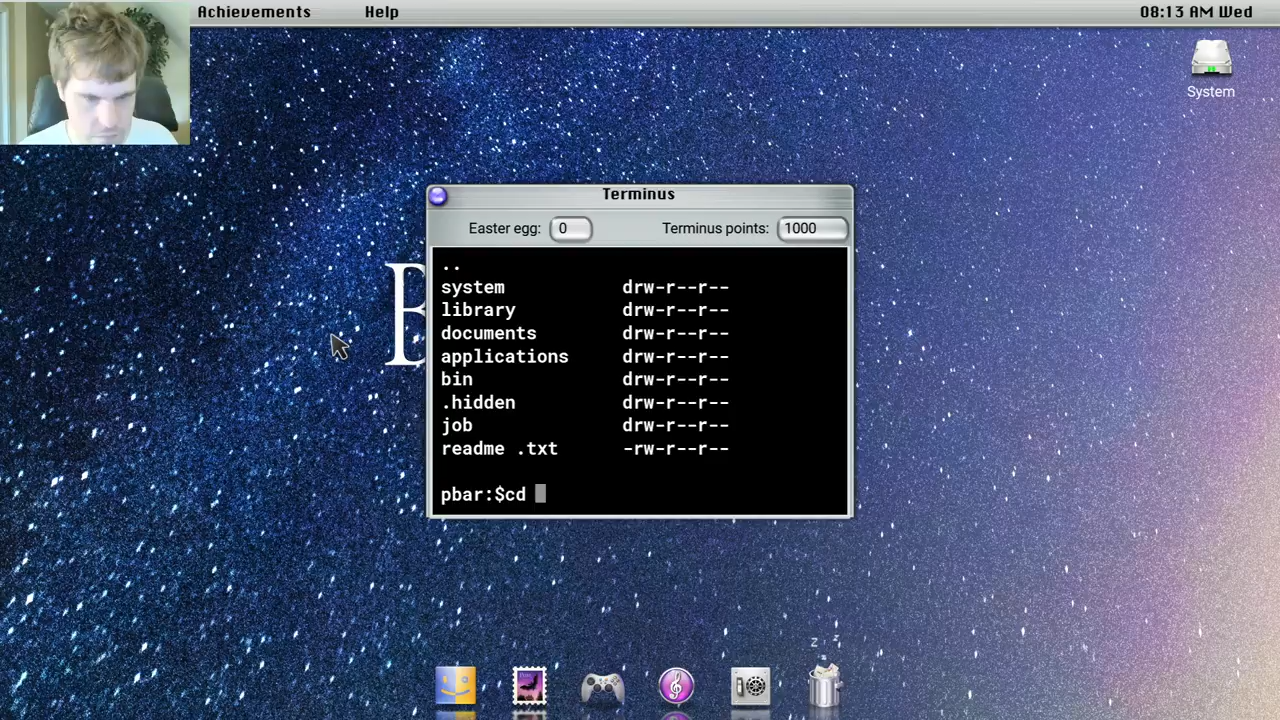 Achievements Help 08:13 AM Wed
System
Terminus
Easter egg: 0 Terminus points: 1000
..
system drw-r--r--
library drw-r--r--
documents drw-r--r--
applications drw-r--r--
bin drw-r--r--
.hidden drw-r--r--
job drw-r--r--
readme .txt -rw-r--r--
pbar:$cd
B
z z z